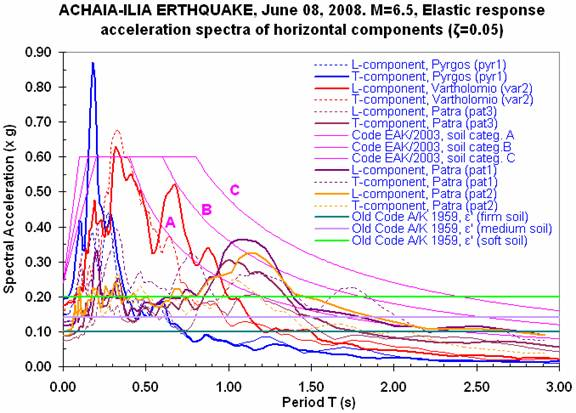 ACHAIA-ILIA ERTHQUAKE, June 08, 2008. M=6.5, Elastic response
acceleration spectra of horizontal components (ζ=0.05)
Spectral Acceleration (x g)
0.90
0.80
0.70
0.60
0.50
0.40
0.30
0.20
0.10
0.00
L-component, Pyrgos (pyr1)
T-component, Pyrgos (pyr1)
L-component, Vartholomio (var2)
T-component, Vartholomio (var2)
L-component, Patra (pat3)
T-component, Patra (pat3)
Code EAK/2003, soil categ. A
Code EAK/2003, soil categ.B
Code EAK/2003, soil categ. C
L-component, Patra (pat1)
T-component, Patra (pat1)
L-component, Patra (pat2)
T-component, Patra (pat2)
Old Code A/K 1959, ε' (firm soil)
Old Code A/K 1959, ε' (medium soil)
Old Code A/K 1959, ε' (soft soil)
A
B
C
0.00 0.50 1.00 1.50 2.00 2.50 3.00
Period T (s)